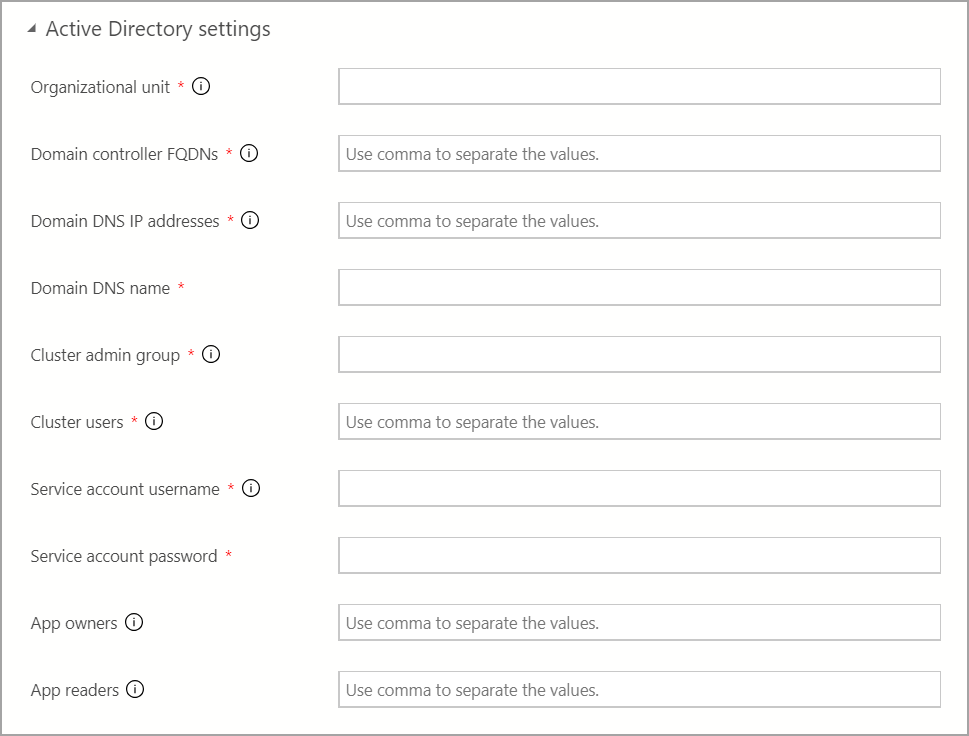 Active Directory settings
Organizational unit *
Domain controller FQDNs * Use comma to separate the values.
Domain DNS IP addresses * Use comma to separate the values.
Domain DNS name *
Cluster admin group *
Cluster users * Use comma to separate the values.
Service account username *
Service account password *
App owners Use comma to separate the values.
App readers Use comma to separate the values.